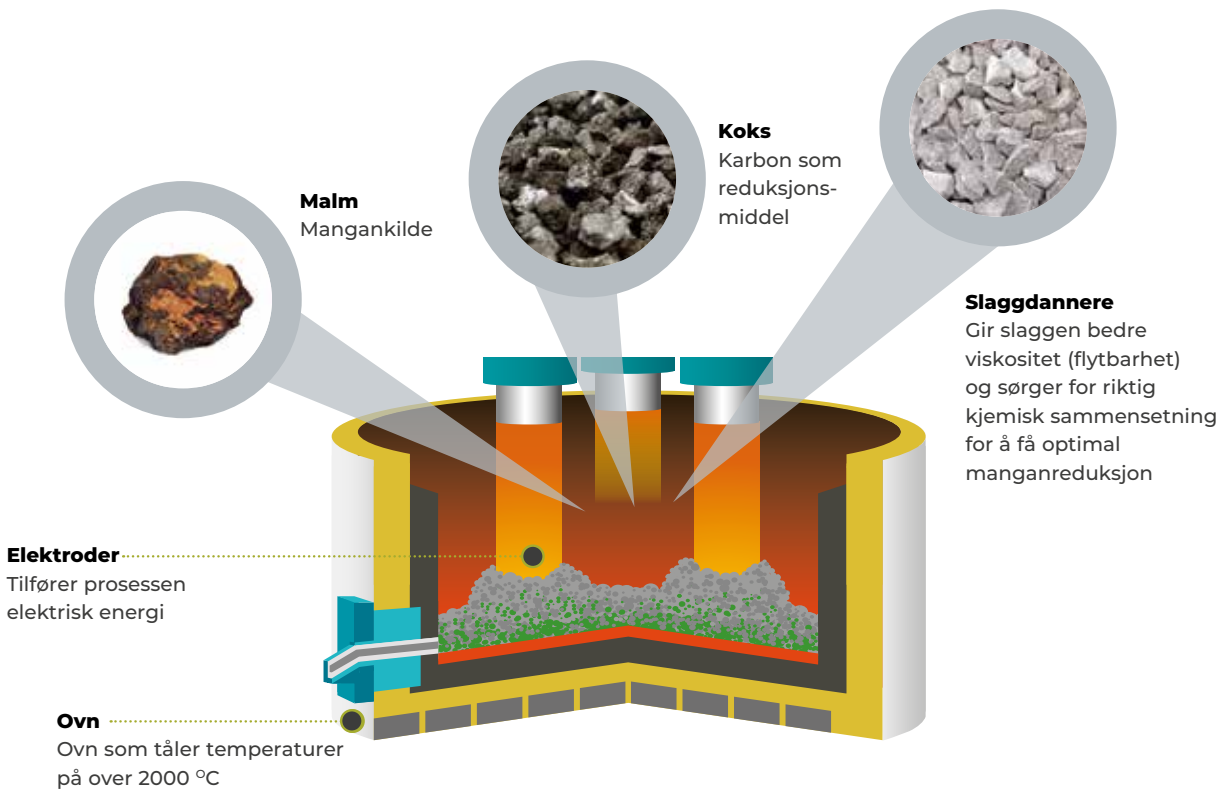 Koks
Karbon som
reduksjons-
middel
Malm
Mangankilde
Slaggdannere
Gir slaggen bedre
viskositet (flytbarhet)
og sørger for riktig
kjemisk sammensetning
for å få optimal
manganreduksjon
Elektroder
Tilfører prosessen
elektrisk energi
Ovn
Ovn som tåler temperaturer
på over 2000 °C